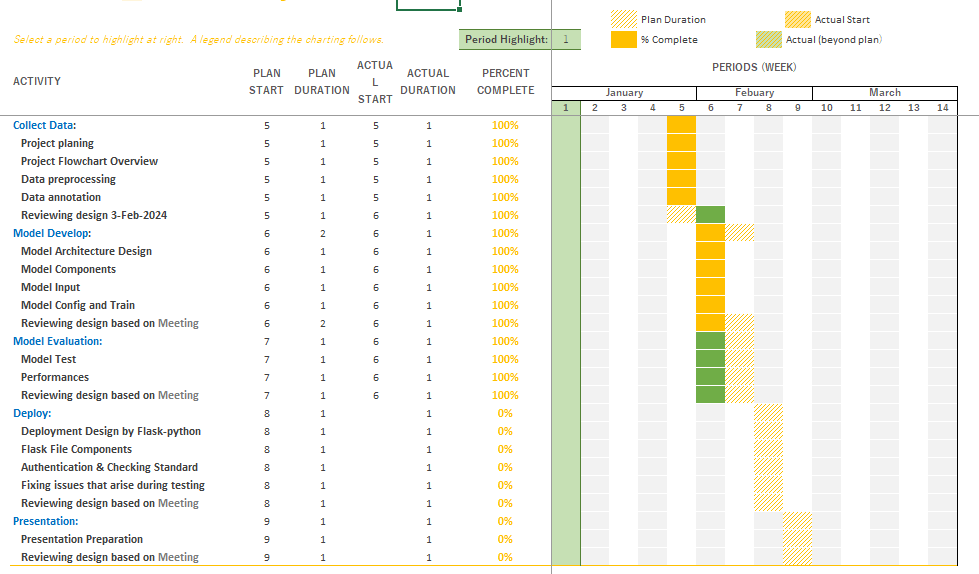 Plan Duration Actual Start
Select a period to highlight at right. A legend describing the charting follows. Period Highlight: 1 % Complete Actual (beyond plan)
ACTIVITY PLAN START PLAN DURATION ACTUAL START ACTUAL DURATION PERCENT COMPLETE PERIODS (WEEK)
January Febuary March
1 2 3 4 5 6 7 8 9 10 11 12 13 14
Collect Data: 5 1 5 1 100%
Project planing 5 1 5 1 100%
Project Flowchart Overview 5 1 5 1 100%
Data preprocessing 5 1 5 1 100%
Data annotation 5 1 5 1 100%
Reviewing design 3-Feb-2024 5 1 6 1 100%
Model Develop: 6 2 6 1 100%
Model Architecture Design 6 1 6 1 100%
Model Components 6 1 6 1 100%
Model Input 6 1 6 1 100%
Model Config and Train 6 1 6 1 100%
Reviewing design based on Meeting 6 2 6 1 100%
Model Evaluation: 7 1 6 1 100%
Model Test 7 1 6 1 100%
Performances 7 1 6 1 100%
Reviewing design based on Meeting 7 1 6 1 100%
Deploy: 8 1 1 0%
Deployment Design by Flask-python 8 1 1 0%
Flask File Components 8 1 1 0%
Authentication & Checking Standard 8 1 1 0%
Fixing issues that arise during testing 8 1 1 0%
Reviewing design based on Meeting 8 1 1 0%
Presentation: 9 1 1 0%
Presentation Preparation 9 1 1 0%
Reviewing design based on Meeting 9 1 1 0%